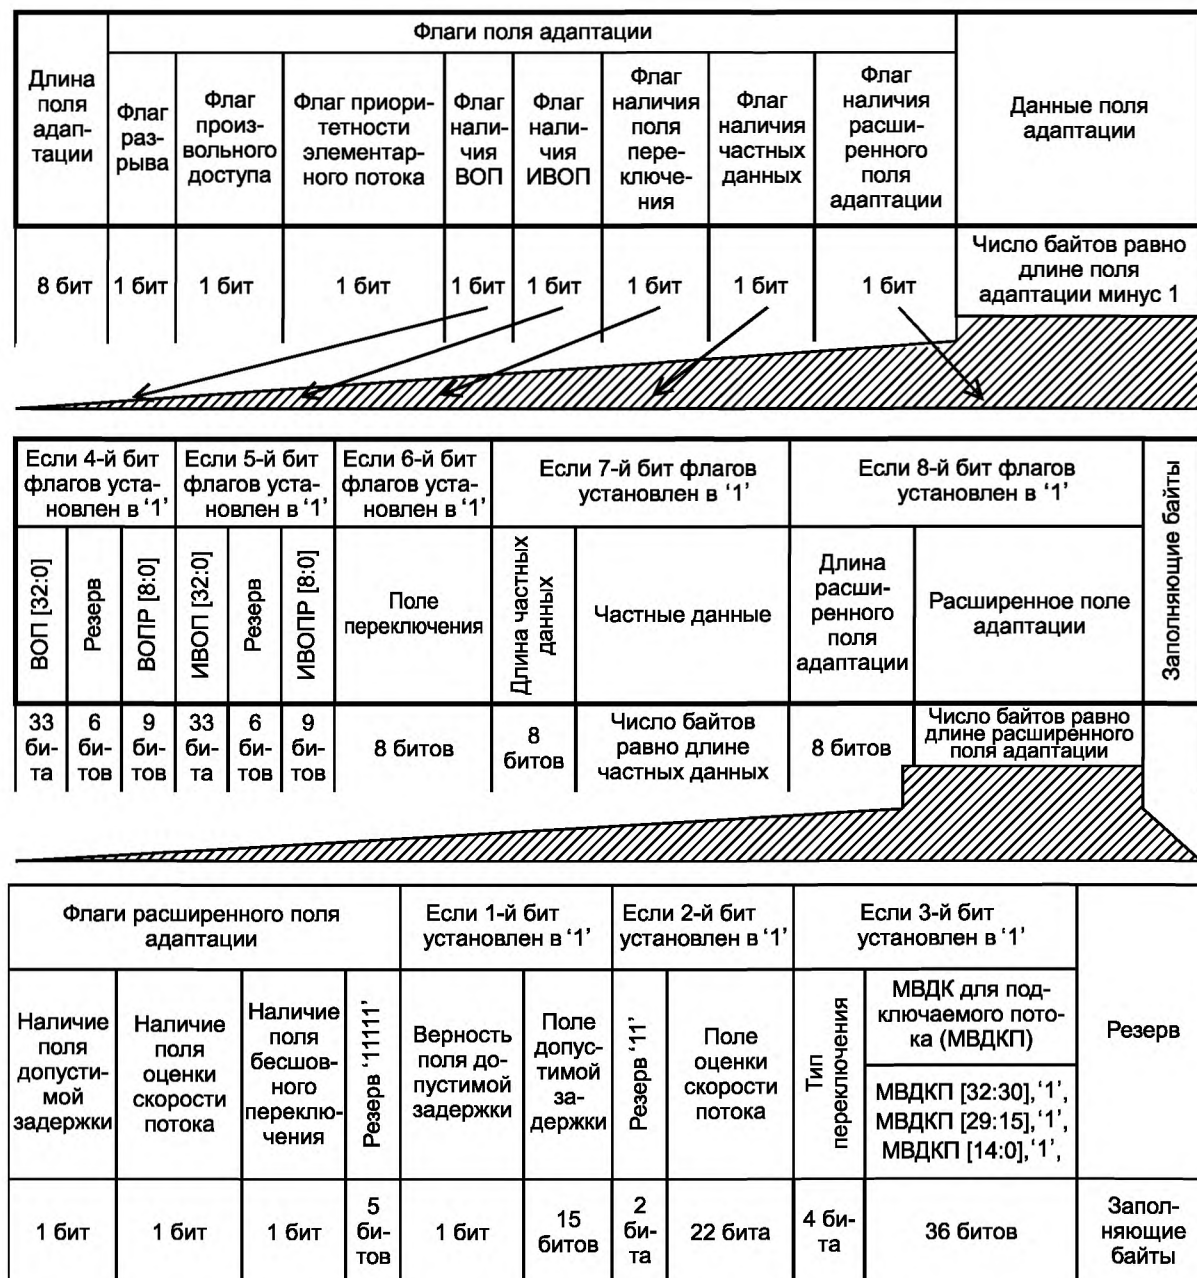 Флаги поля адаптации
Длина
поля
адап-
тации
Флаг
раз-
рыва
Флаг
произ-
вольного
доступа
Флаг приори-
тетности
элементар-
ного потока
Флаг
нали-
чия
ВОП
Флаг
нали-
чия
ИВОП
Флаг
наличия
поля
пере-
ключе-
ния
Флаг
наличия
частных
данных
Флаг
наличия
расши-
ренного
поля
адаптации
Данные поля
адаптации
8 бит
1 бит
1 бит
1 бит
1 бит
1 бит
1 бит
1 бит
1 бит
Число байтов равно
длине поля
адаптации минус 1
Если 4-й бит
флагов уста-
новлен в ‘1’
Если 5-й бит
флагов уста-
новлен в ‘1’
Если 6-й бит
флагов уста-
новлен в ‘1’
Если 7-й бит флагов
установлен в ‘1’
Если 8-й бит флагов
установлен в ‘1’
Заполняющие байты
ВОП [32:0]
Резерв
ВОПР [8:0]
ИВОП [32:0]
Резерв
ИВОПР [8:0]
Поле
переключения
Длина частных
данных
Частные данные
Длина
расши-
ренного
поля
адаптации
Расширенное поле
адаптации
33
би-
та
6
би-
тов
9
би-
тов
33
би-
та
6
би-
тов
9
би-
тов
8 битов
8
битов
Число байтов
равно длине
частных данных
8 битов
Число байтов равно
длине расширенного
поля адаптации
Флаги расширенного поля
адаптации
Если 1-й бит
установлен в ‘1’
Если 2-й бит
установлен в ‘1’
Если 3-й бит
установлен в ‘1’
Резерв
Наличие
поля
допусти-
мой
задержки
Наличие
поля
оценки
скорости
потока
Наличие
поля
бесшов-
ного
переклю-
чения
Резерв ‘11111’
Верность
поля до-
пустимой
задержки
Поле
допус-
тимой
за-
держки
Резерв ‘11’
Поле
оценки
скорости
потока
Тип
переключения
МВДК для под-
ключаемого пото-
ка (МВДКП)
МВДКП [32:30],‘1’,
МВДКП [29:15],‘1’,
МВДКП [14:0],‘1’,
1 бит
1 бит
1 бит
5
би-
тов
1 бит
15
битов
2
би-
та
22 бита
4 би-
та
36 битов
Запол-
няющие
байты